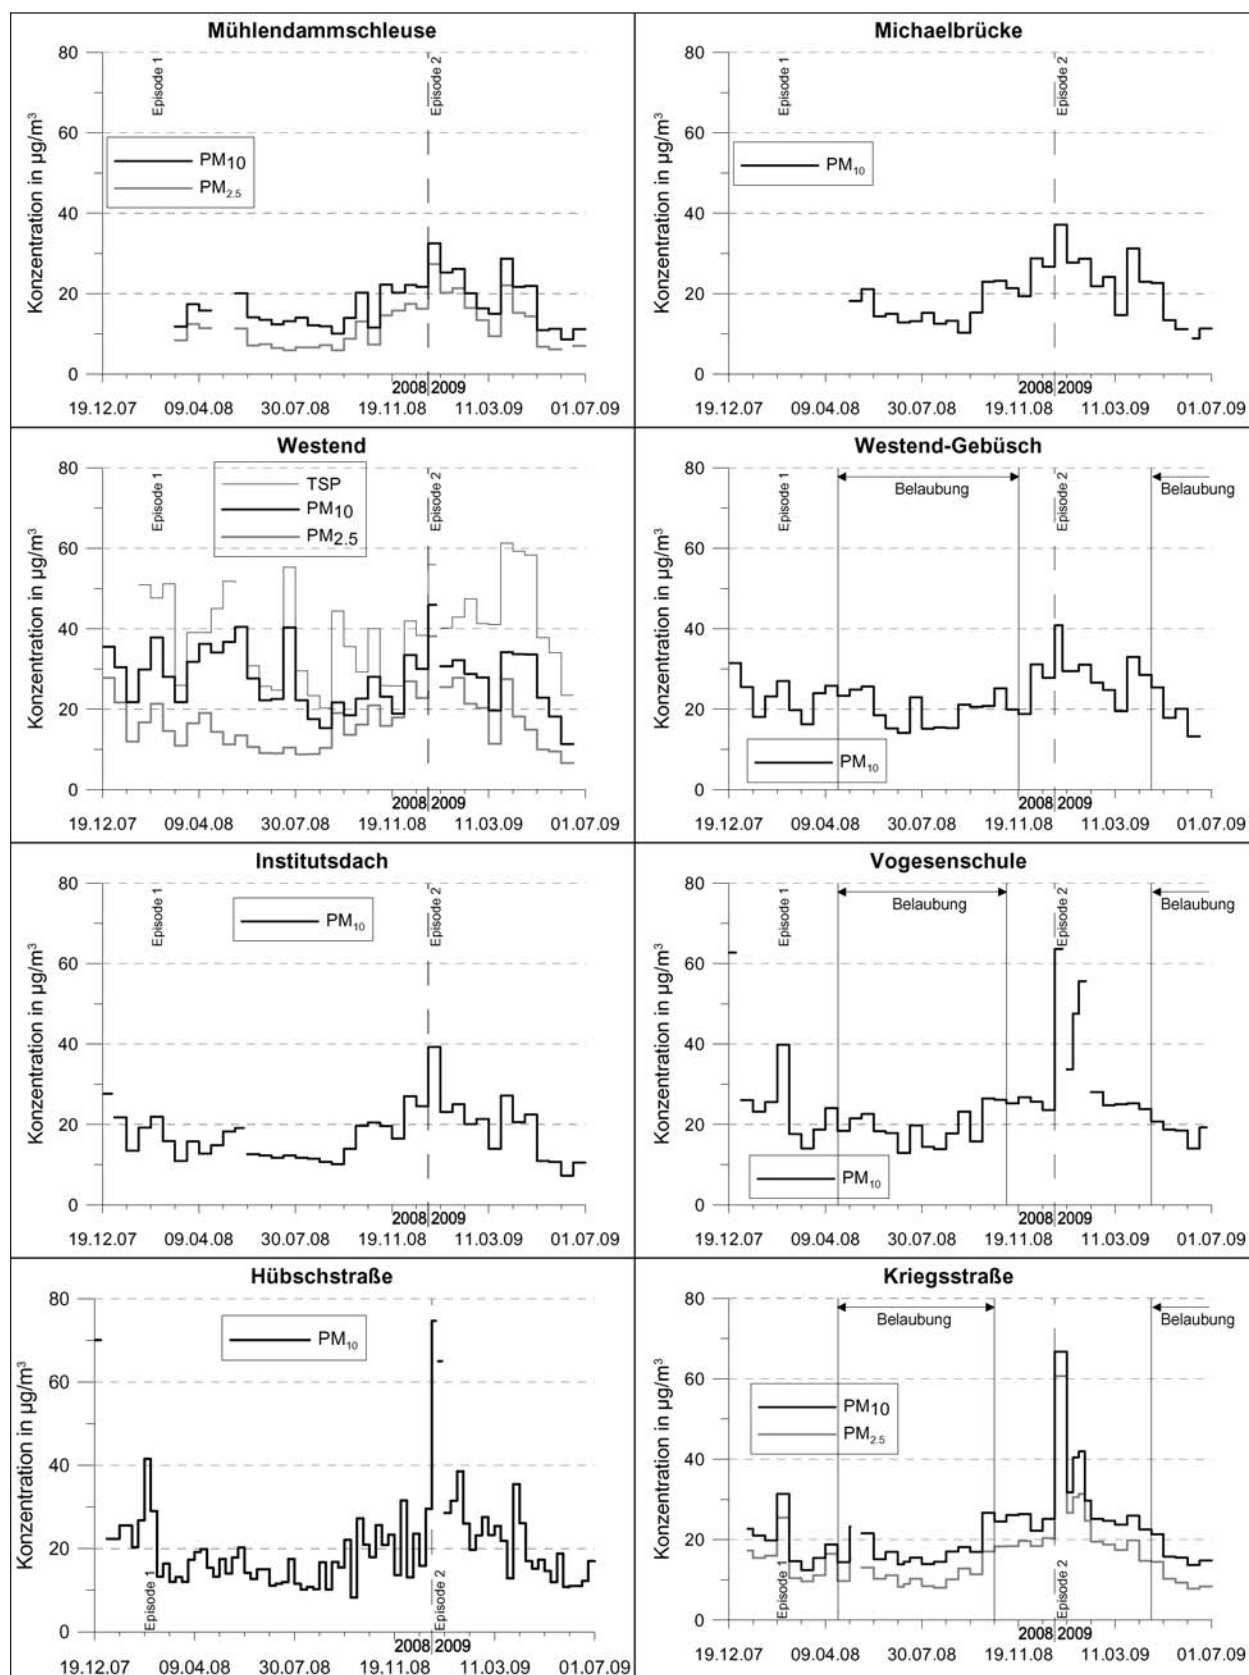 Mühlendammschleuse
Konzentration in µg/m³
80
60
40
20
0
Episode 1
Episode 2
PM10
PM2.5
2008 2009
19.12.07 09.04.08 30.07.08 19.11.08 11.03.09 01.07.09
Michaelbrücke
Konzentration in µg/m³
80
60
40
20
0
Episode 1
Episode 2
PM10
2008 2009
19.12.07 09.04.08 30.07.08 19.11.08 11.03.09 01.07.09
Westend
Konzentration in µg/m³
80
60
40
20
0
Episode 1
Episode 2
TSP
PM10
PM2.5
2008 2009
19.12.07 09.04.08 30.07.08 19.11.08 11.03.09 01.07.09
Westend-Gebüsch
Konzentration in µg/m³
80
60
40
20
0
Episode 1
Belaubung
Episode 2
Belaubung
PM10
2008 2009
19.12.07 09.04.08 30.07.08 19.11.08 11.03.09 01.07.09
Institutsdach
Konzentration in µg/m³
80
60
40
20
0
Episode 1
Episode 2
PM10
2008 2009
19.12.07 09.04.08 30.07.08 19.11.08 11.03.09 01.07.09
Vogesenschule
Konzentration in µg/m³
80
60
40
20
0
Episode 1
Belaubung
Episode 2
Belaubung
PM10
2008 2009
19.12.07 09.04.08 30.07.08 19.11.08 11.03.09 01.07.09
Hübschstraße
Konzentration in µg/m³
80
60
40
20
0
PM10
Episode 1
Episode 2
2008 2009
19.12.07 09.04.08 30.07.08 19.11.08 11.03.09 01.07.09
Kriegsstraße
Konzentration in µg/m³
80
60
40
20
0
Belaubung
Belaubung
PM10
PM2.5
Episode 1
Episode 2
2008 2009
19.12.07 09.04.08 30.07.08 19.11.08 11.03.09 01.07.09